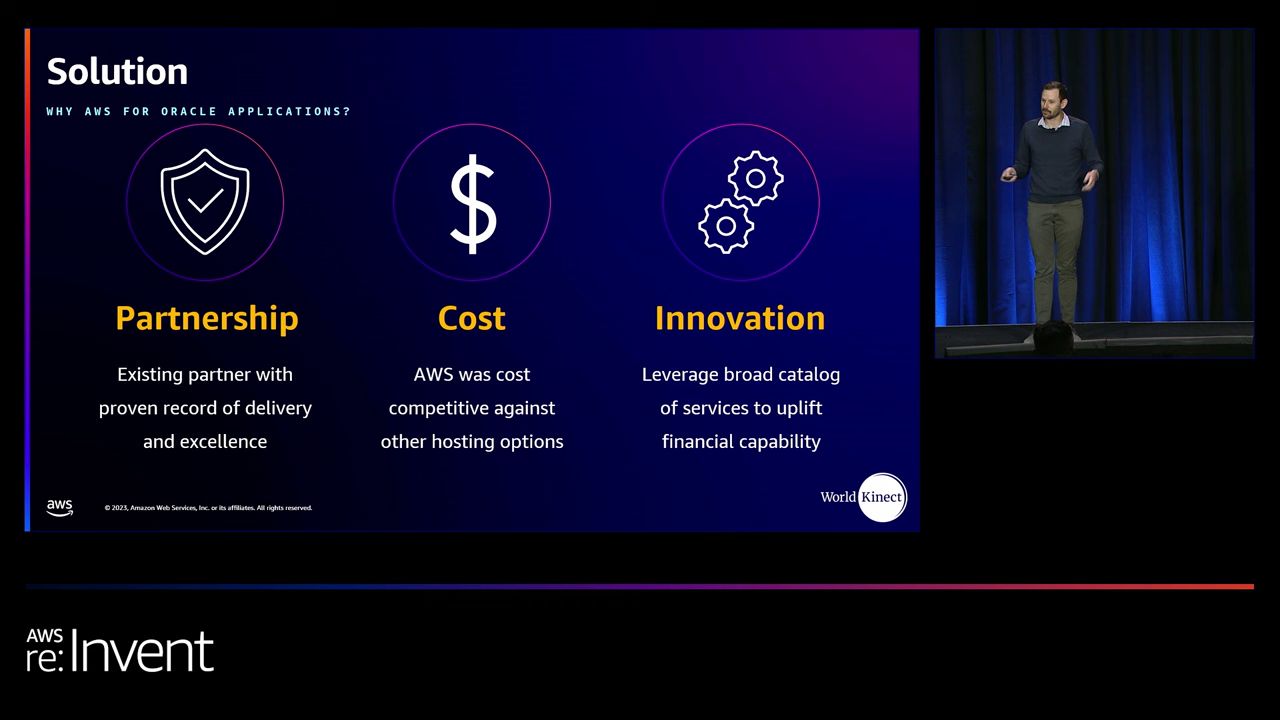 Solution
WHY AWS FOR ORACLE APPLICATIONS?
Partnership
Existing partner with
proven record of delivery
and excellence
Cost
AWS was cost
competitive against
other hosting options
Innovation
Leverage broad catalog
of services to uplift
financial capability
aws
© 2023, Amazon Web Services, Inc. or its affiliates. All rights reserved.
World Kinect
AWS
re:Invent